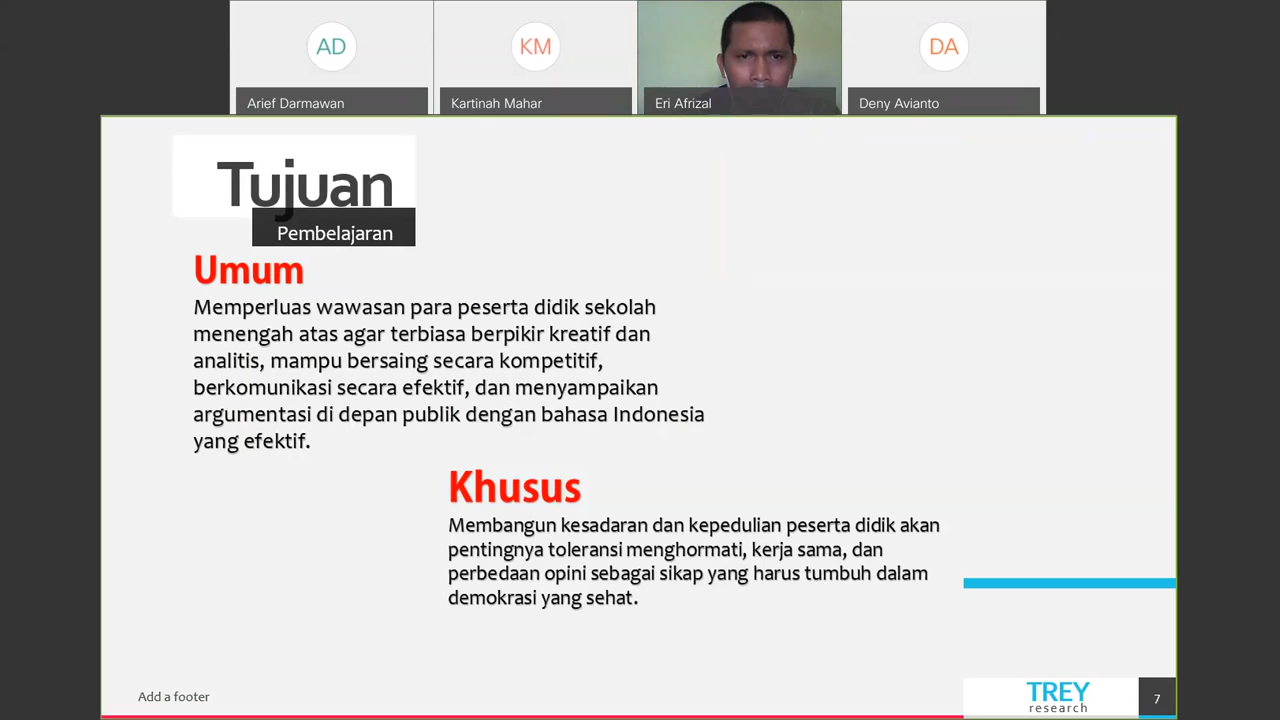 AD
KM
DA
Arief Darmawan
Kartinah Mahar
Eri Afrizal
Deny Avianto
Tujuan
Pembelajaran
Umum
Memperluas wawasan para peserta didik sekolah
menengah atas agar terbiasa berpikir kreatif dan
analitis, mampu bersaing secara kompetitif,
berkomunikasi secara efektif, dan menyampaikan
argumentasi di depan publik dengan bahasa Indonesia
yang efektif.
Khusus
Membangun kesadaran dan kepedulian peserta didik akan
pentingnya toleransi menghormati, kerja sama, dan
perbedaan opini sebagai sikap yang harus tumbuh dalam
demokrasi yang sehat.
Add a footer
TREY
research
7